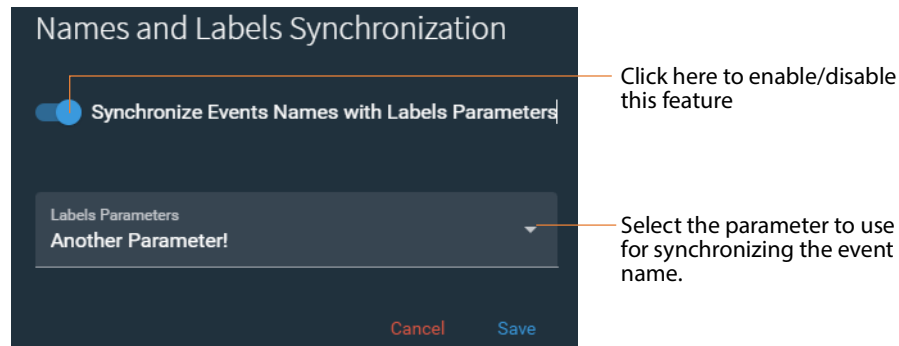 Names and Labels Synchronization
Click here to enable/disable
this feature
Synchronize Events Names with Labels Parameters
Labels Parameters
Another Parameter!
Select the parameter to use
for synchronizing the event
name.
Cancel Save